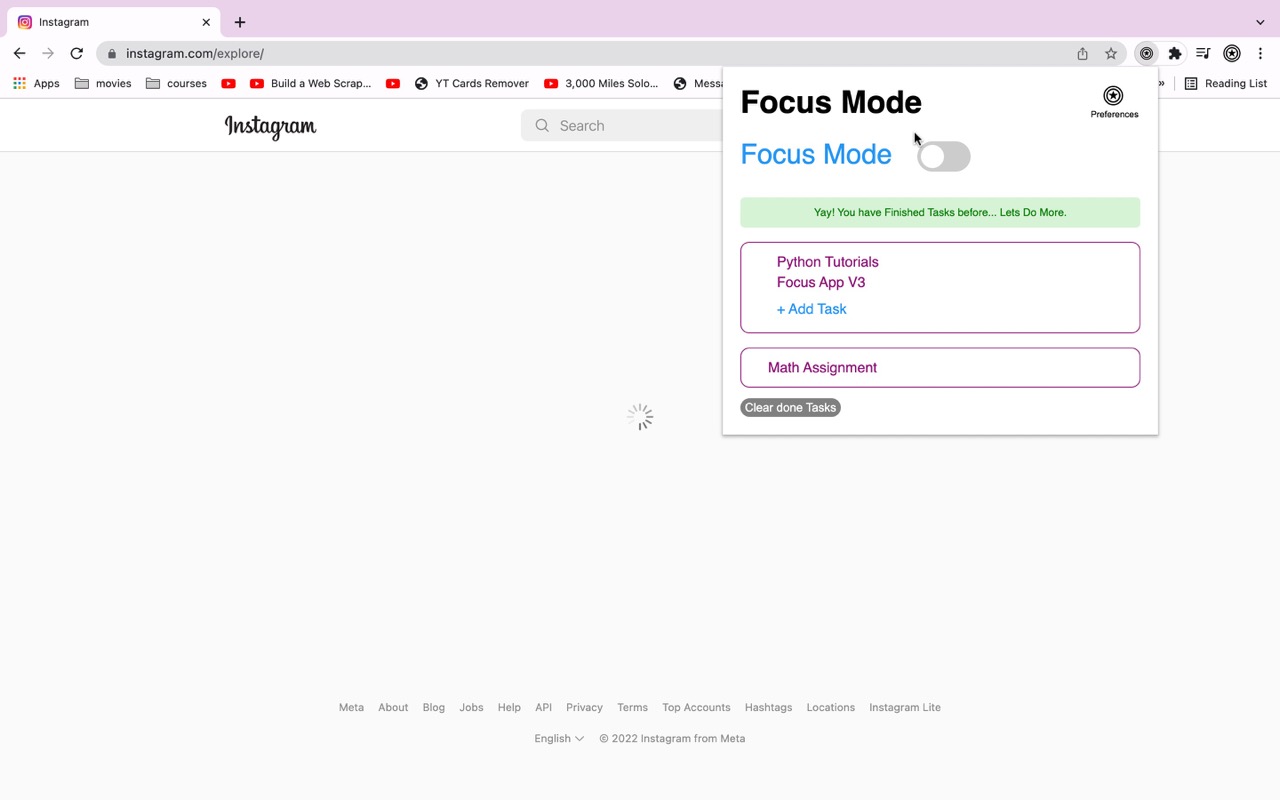 Instagram
instagram.com/explore/
Apps movies courses Build a Web Scrap... YT Cards Remover 3,000 Miles Solo... Messa » Reading List
Instagram
Search
Focus Mode
Preferences
Focus Mode
Yay! You have Finished Tasks before... Lets Do More.
Python Tutorials
Focus App V3
+ Add Task
Math Assignment
Clear done Tasks
Meta About Blog Jobs Help API Privacy Terms Top Accounts Hashtags Locations Instagram Lite
English © 2022 Instagram from Meta